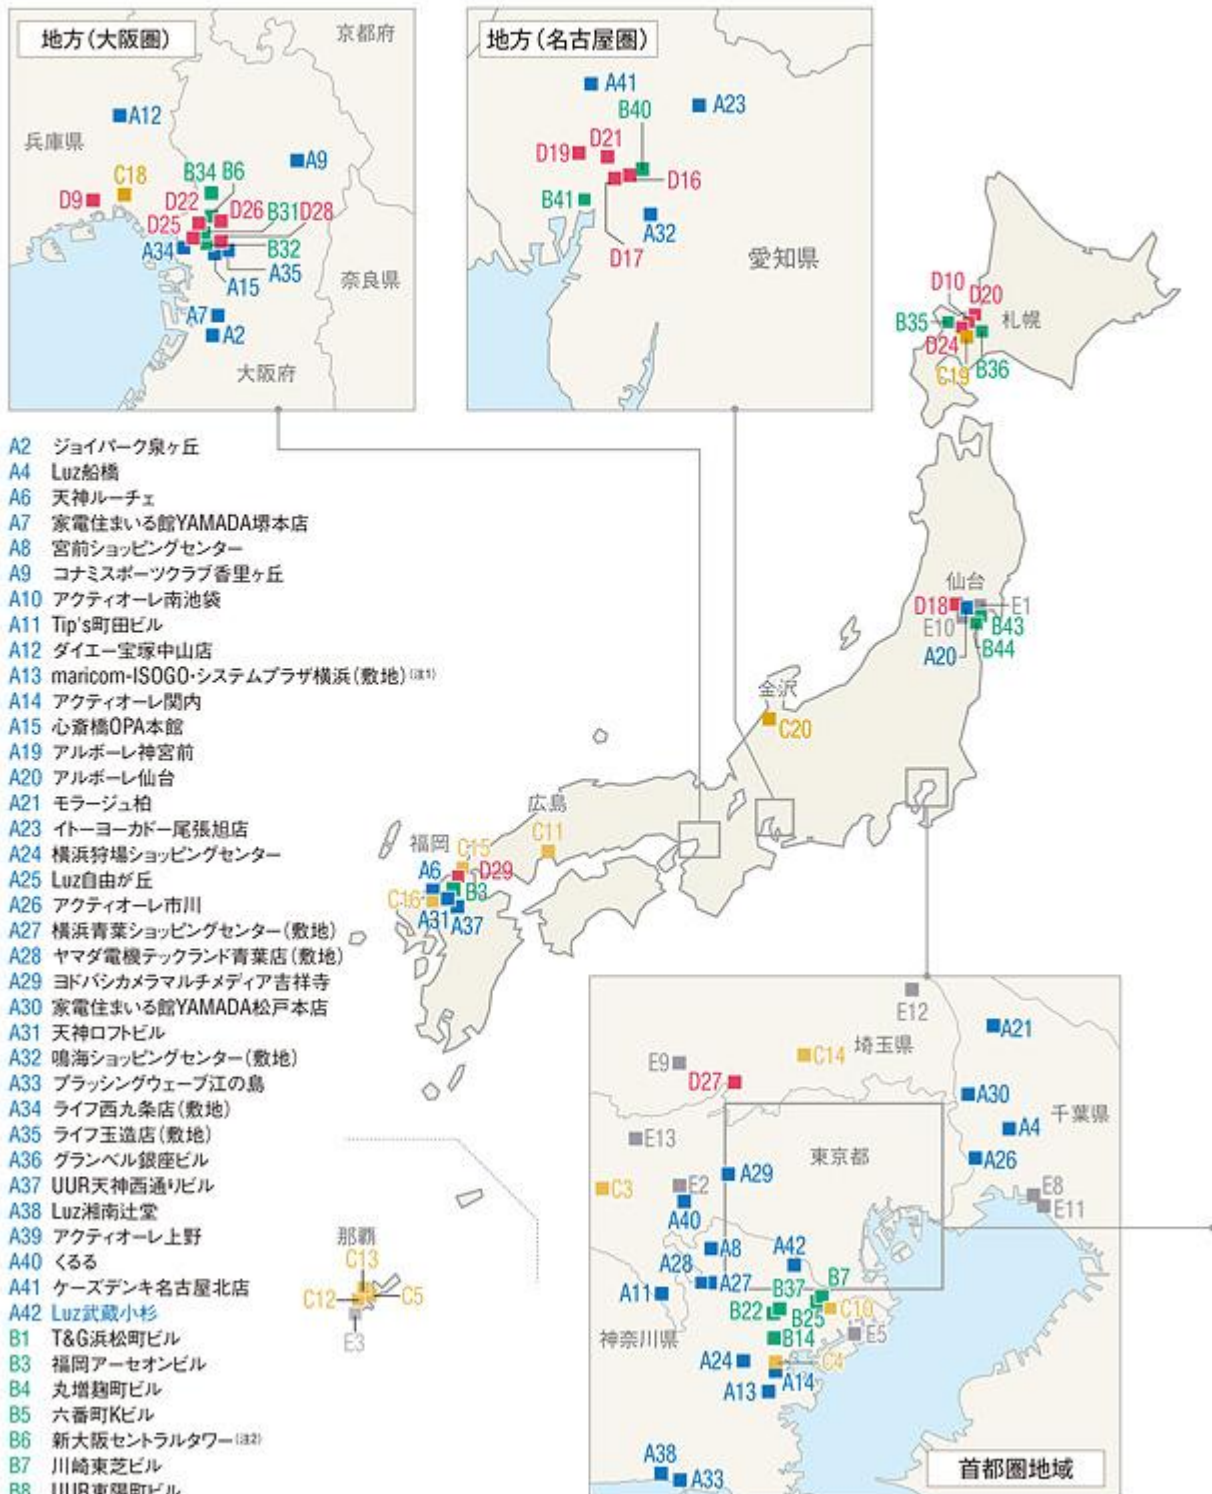 地方（大阪圏）
京都府
兵庫県
A12
A9
C18
D9
B34
B6
D22
D26
B31
D28
D25
A34
B32
A35
A15
奈良県
A7
A2
大阪府
地方（名古屋圏）
A41
A23
B40
D21
D19
D16
B41
A32
D17
愛知県
D10
D20
B35
札幌
D24
C19
B36
仙台
D18
E1
E10
B43
B44
A20
金沢
C20
広島
C11
福岡
C15
A6
D29
B3
C16
A31
A37
A2 ジョイパーク泉ヶ丘
A4 Luz船橋
A6 天神ルーチェ
A7 家電住まいる館YAMADA堺本店
A8 宮前ショッピングセンター
A9 コナミスポーツクラブ香里ヶ丘
A10 アクティオーレ南池袋
A11 Tip's町田ビル
A12 ダイエー宝塚中山店
A13 maricom-ISOGO・システムプラザ横浜（敷地）（注1）
A14 アクティオーレ関内
A15 心斎橋OPA本館
A19 アルボーレ神宮前
A20 アルボーレ仙台
A21 モラージュ柏
A23 イトーヨーカドー尾張旭店
A24 横浜狩場ショッピングセンター
A25 Luz自由が丘
A26 アクティオーレ市川
A27 横浜青葉ショッピングセンター（敷地）
A28 ヤマダ電機テックランド青葉店（敷地）
A29 ヨドバシカメラマルチメディア吉祥寺
A30 家電住まいる館YAMADA松戸本店
A31 天神ロフトビル
A32 鳴海ショッピングセンター（敷地）
A33 プラッシングウェーブ江の島
A34 ライフ西九条店（敷地）
A35 ライフ玉造店（敷地）
A36 グランベル銀座ビル
A37 UUR天神西通りビル
A38 Luz湘南辻堂
A39 アクティオーレ上野
A40 くるる
A41 ケーズデンキ名古屋北店
A42 Luz武蔵小杉
B1 T&G浜松町ビル
B3 福岡アーセオンビル
B4 丸増麹町ビル
B5 六番町Kビル
B6 新大阪セントラルタワー（注2）
B7 川崎東芝ビル
B8 UUR東陽町ビル
那覇
C13
C12
C5
E3
E12
A21
埼玉県
C14
E9
D27
A30
千葉県
A4
E13
東京都
A26
A29
C3
E2
E8
E11
A40
A8
A42
A28
A27
B37
B7
A11
B22
B25
C10
神奈川県
B14
E5
A24
C4
A14
A13
A38
A33
首都圏地域